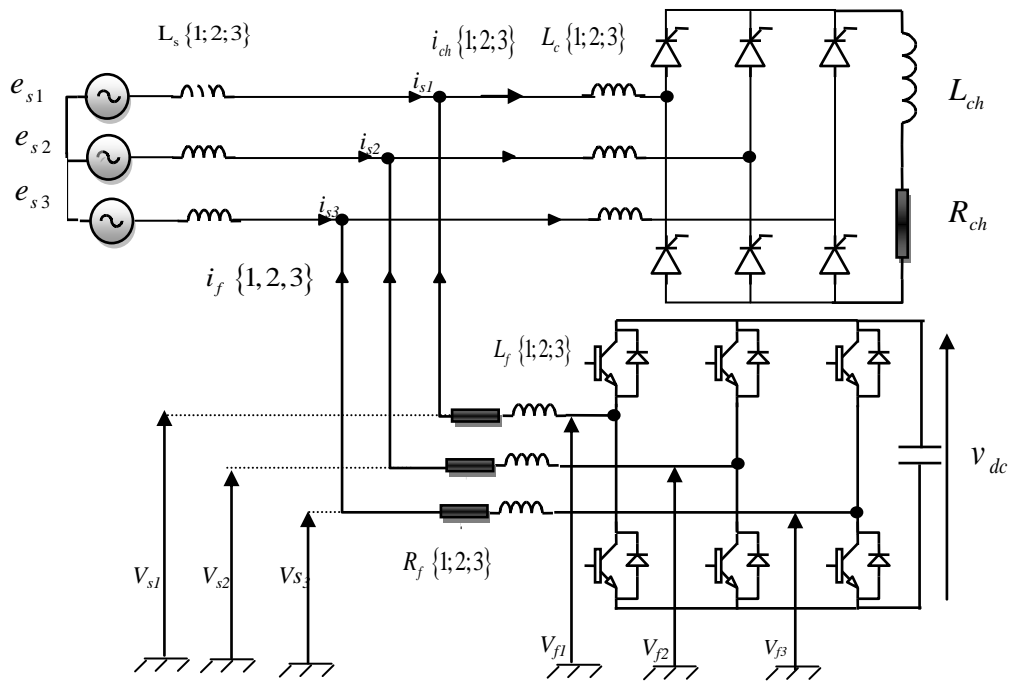 L_s {1;2;3}
i_ch {1;2;3}
L_c {1;2;3}
e_s1
i_s1
L_ch
e_s2
i_s2
e_s3
i_s3
R_ch
i_f {1,2,3}
L_f {1;2;3}
v_dc
R_f {1;2;3}
V_s1
V_s2
Vs_3
V_f1
V_f2
V_f3